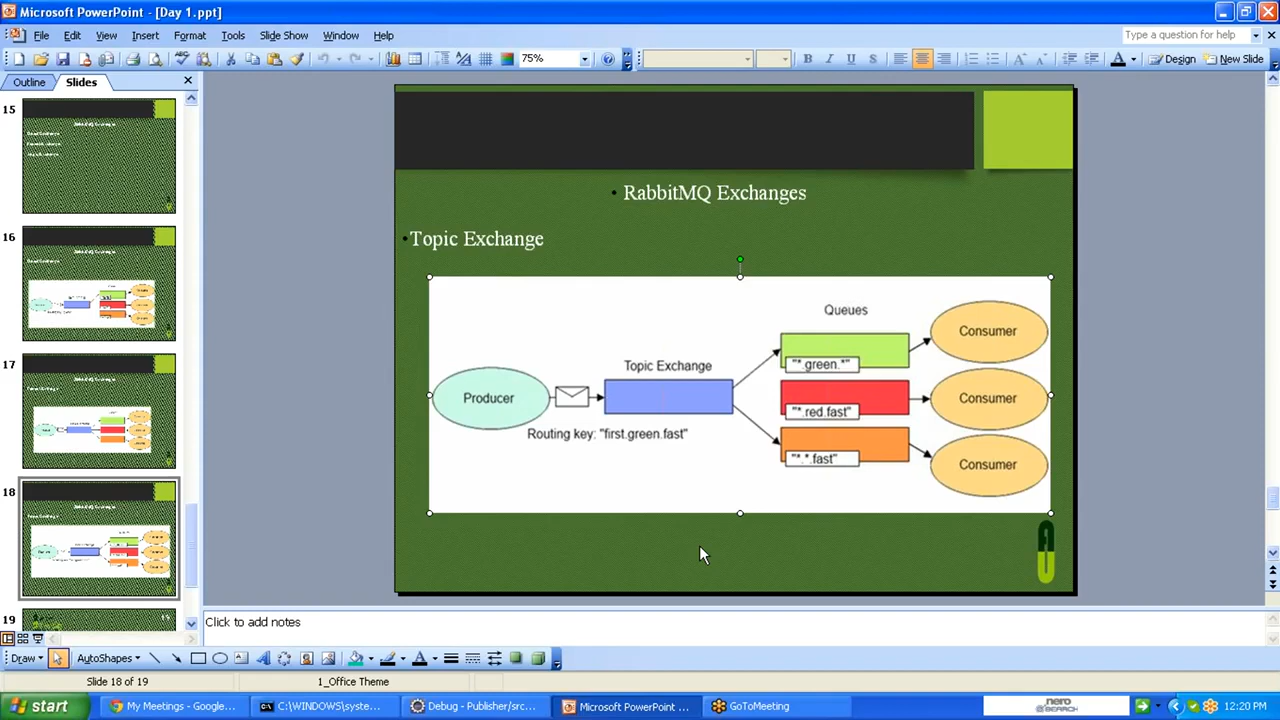 Microsoft PowerPoint - [Day 1.ppt]
File Edit View Insert Format Tools Slide Show Window Help
Type a question for help
75%
B I U S
Design
New Slide
Outline Slides
15
16
17
18
19
RabbitMQ Exchanges
Topic Exchange
Queues
Topic Exchange
Producer
Routing key: "first.green.fast"
"*.green.*"
"*.red.fast"
"*.*.fast"
Consumer
Consumer
Consumer
Click to add notes
Draw AutoShapes
Slide 18 of 19
1_Office Theme
start
My Meetings - Google...
C:\WINDOWS\syste...
Debug - Publisher/src...
Microsoft PowerPoint ...
GoToMeeting
nero
SEARCH
12:20 PM